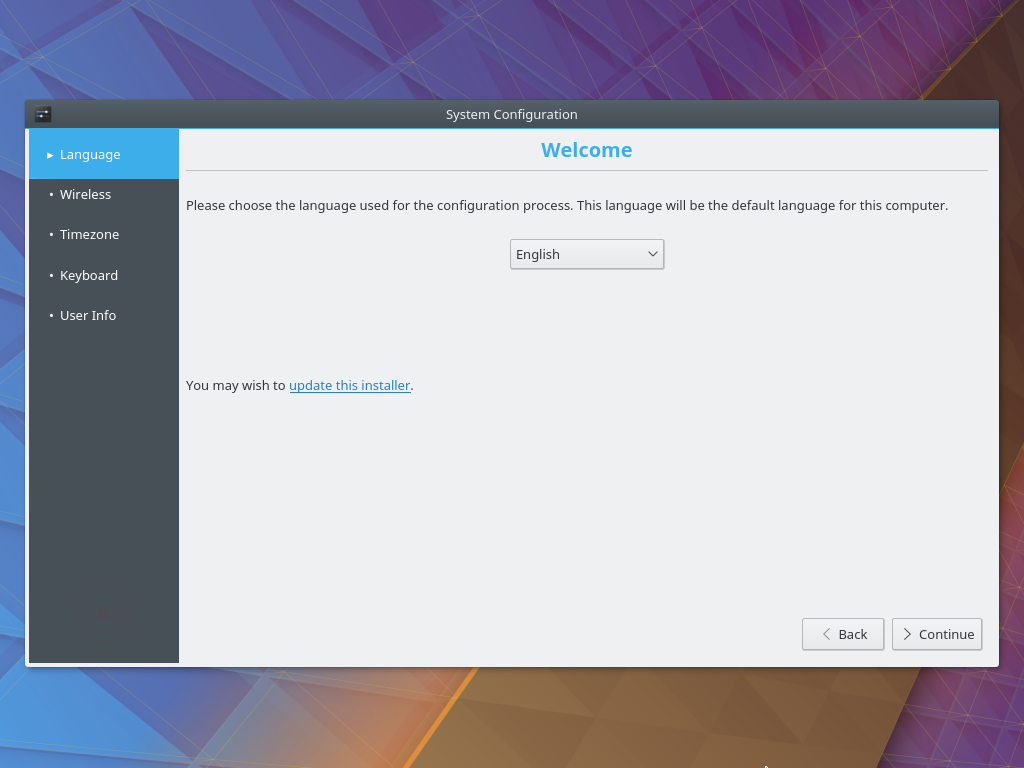 System Configuration
▸ Language
• Wireless
• Timezone
• Keyboard
• User Info
Welcome
Please choose the language used for the configuration process. This language will be the default language for this computer.
English
You may wish to update this installer.
Back
Continue